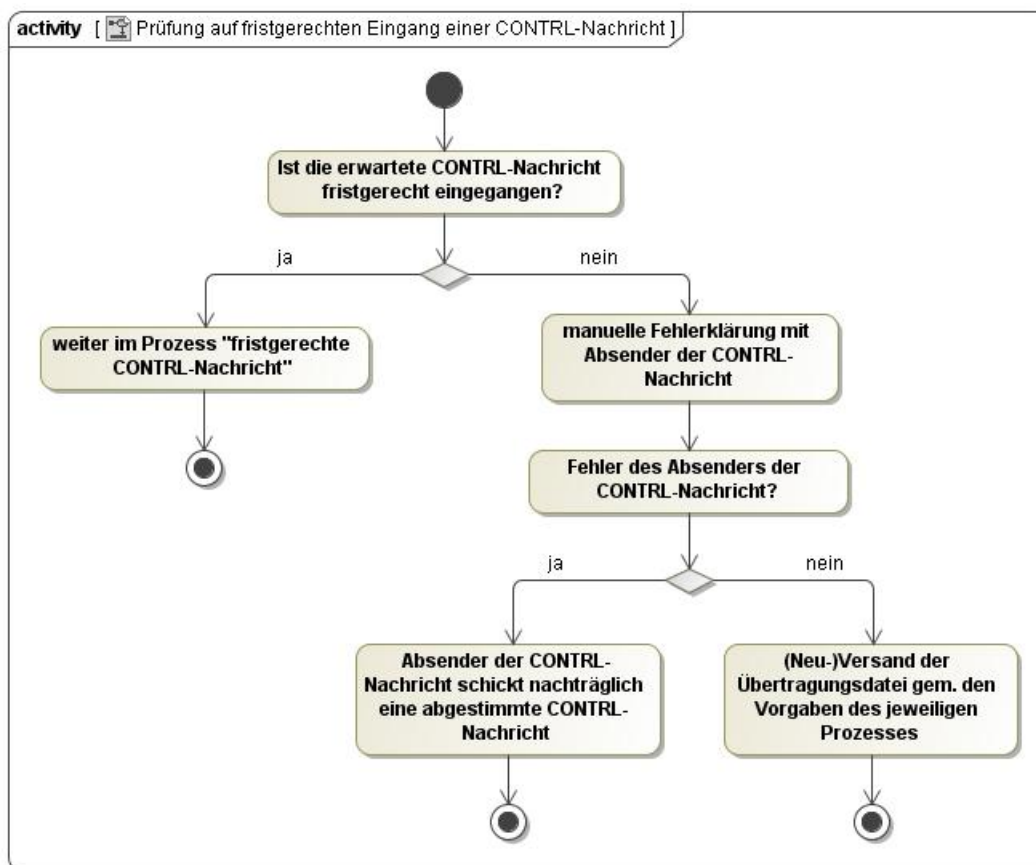 activity [ Prüfung auf fristgerechten Eingang einer CONTRL-Nachricht ]
Ist die erwartete CONTRL-Nachricht
fristgerecht eingegangen?
ja
nein
weiter im Prozess "fristgerechte
CONTRL-Nachricht"
manuelle Fehlerklärung mit
Absender der CONTRL-
Nachricht
Fehler des Absenders der
CONTRL-Nachricht?
ja
nein
Absender der CONTRL-
Nachricht schickt nachträglich
eine abgestimmte CONTRL-
Nachricht
(Neu-)Versand der
Übertragungsdatei gem. den
Vorgaben des jeweiligen
Prozesses